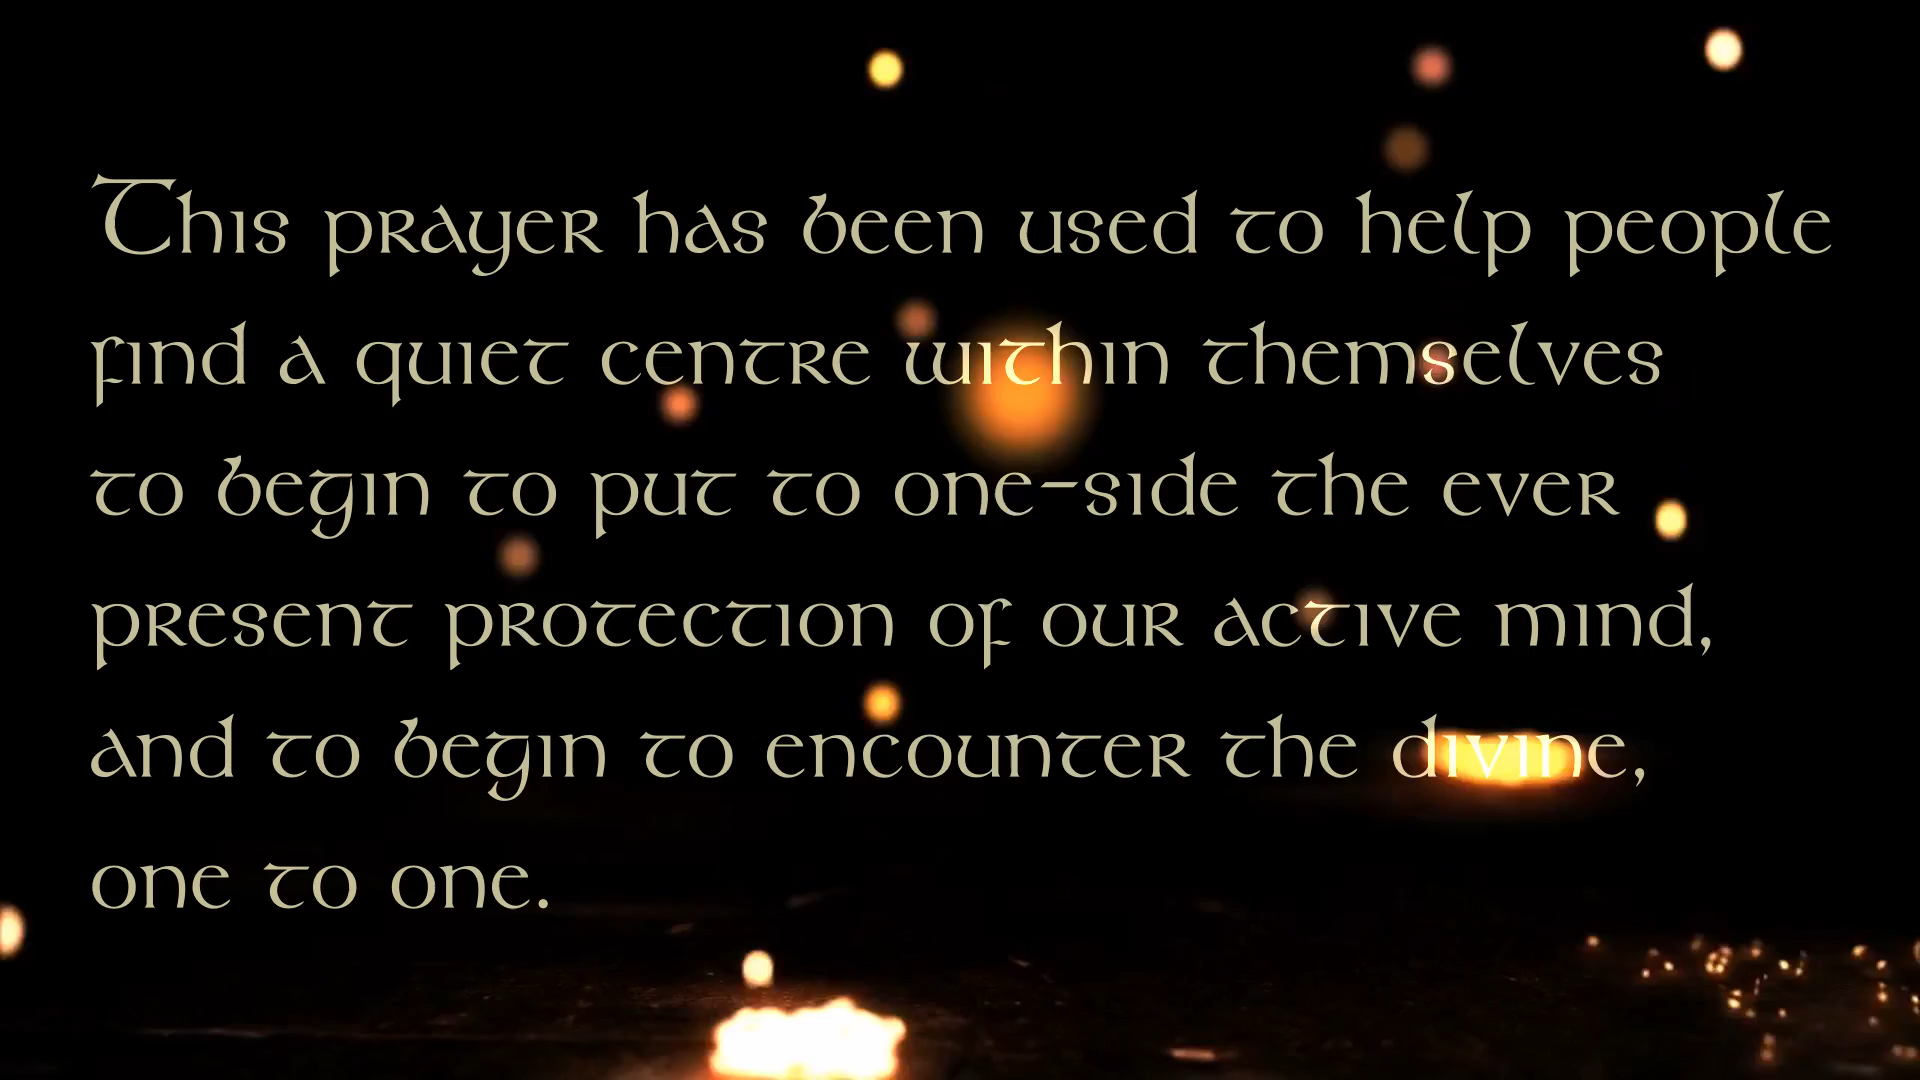 This prayer has been used to help people
find a quiet centre within themselves
to begin to put to one-side the ever
present protection of our active mind,
and to begin to encounter the divine,
one to one.